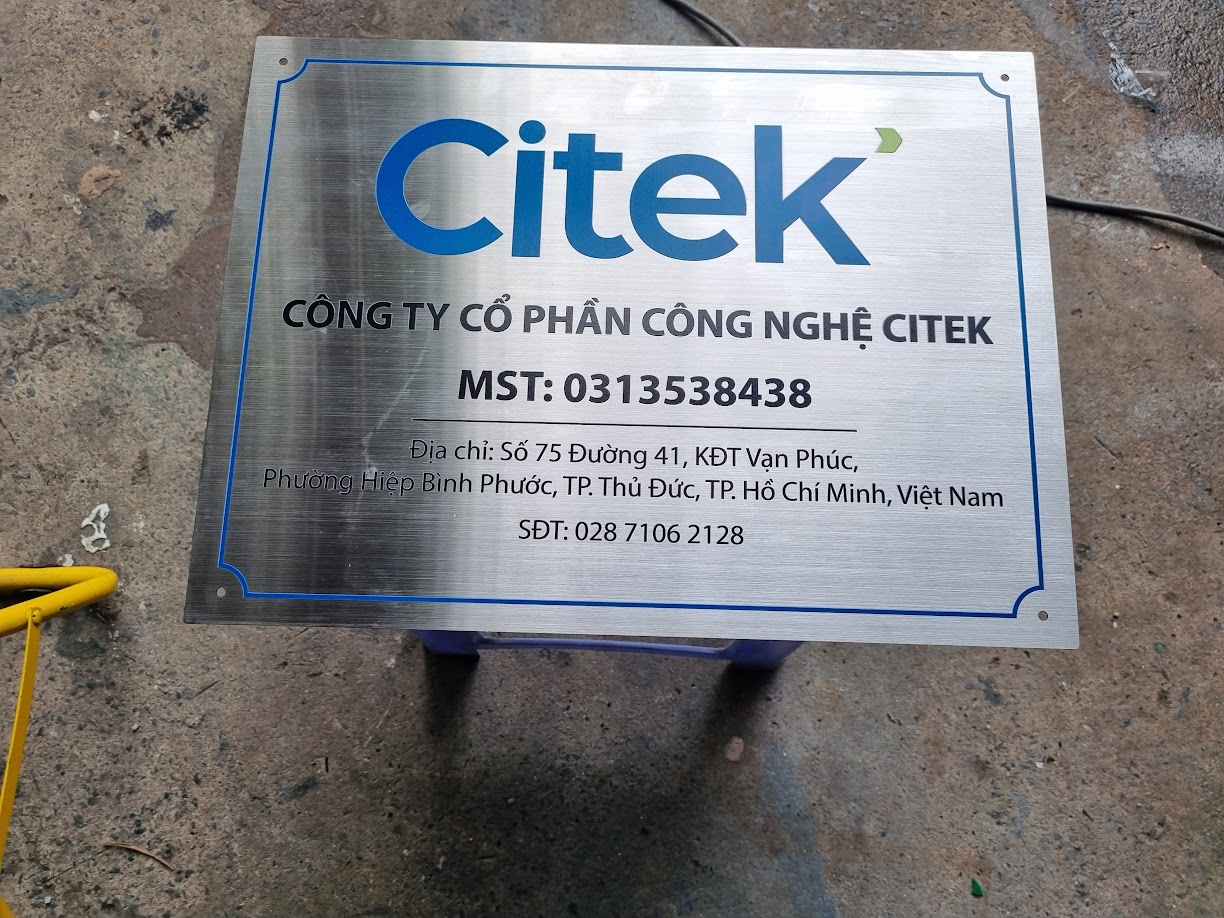 Citek
CÔNG TY CỔ PHẦN CÔNG NGHỆ CITEK
MST: 0313538438
Địa chỉ: Số 75 Đường 41, KĐT Vạn Phúc,
Phường Hiệp Bình Phước, TP. Thủ Đức, TP. Hồ Chí Minh, Việt Nam
SĐT: 028 7106 2128